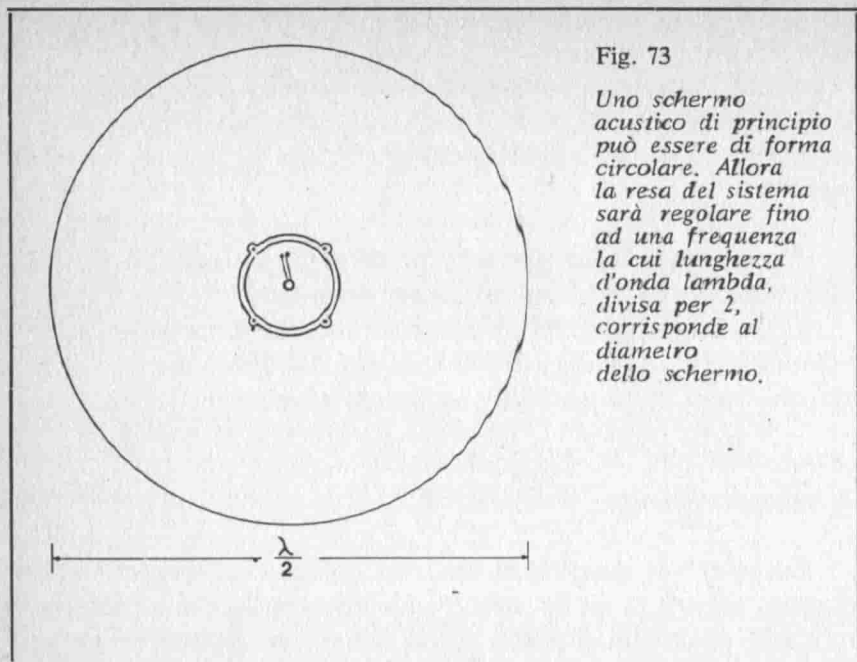 Fig. 73
Uno schermo
acustico di principio
può essere di forma
circolare. Allora
la resa del sistema
sarà regolare fino
ad una frequenza
la cui lunghezza
d'onda lambda,
divisa per 2,
corrisponde al
diametro
dello schermo.
λ
2